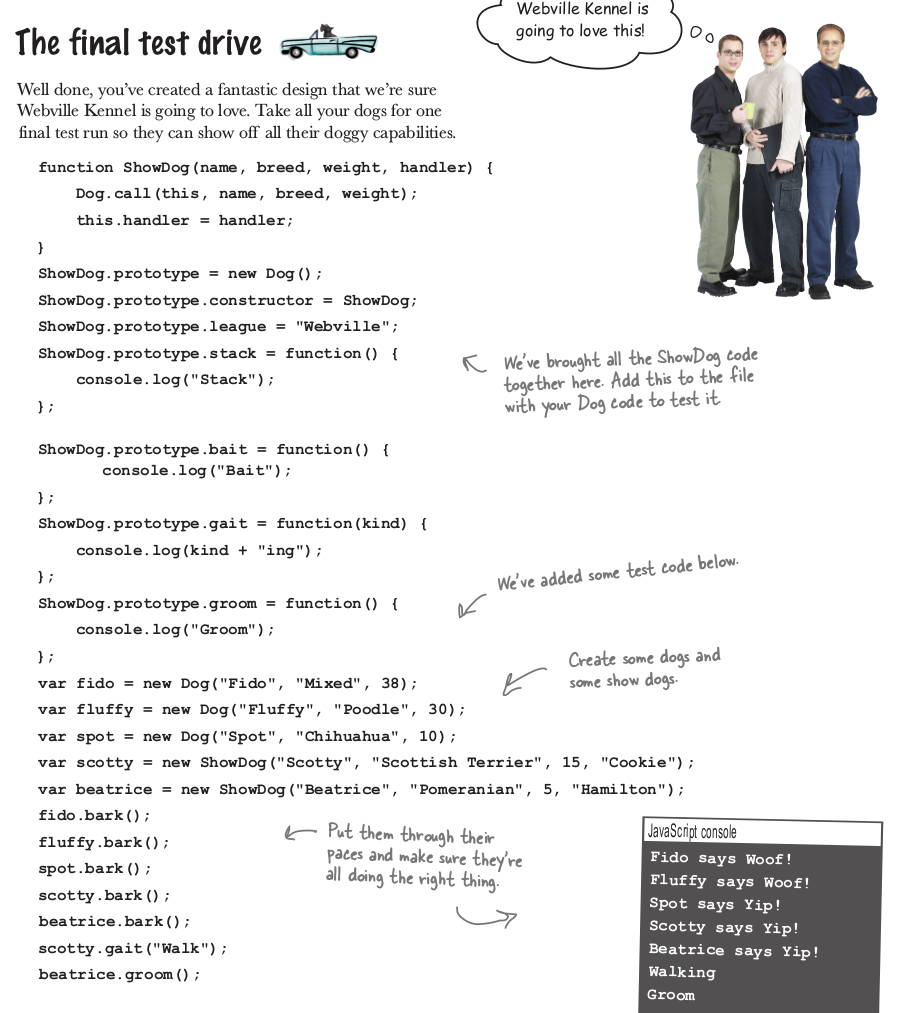 Webville Kennel is
going to love this!
The final test drive
Well done, you've created a fantastic design that we're sure
Webville Kennel is going to love. Take all your dogs for one
final test run so they can show off all their doggy capabilities.
function ShowDog(name, breed, weight, handler) {
    Dog.call(this, name, breed, weight);
    this.handler = handler;
}
ShowDog.prototype = new Dog();
ShowDog.prototype.constructor = ShowDog;
ShowDog.prototype.league = "Webville";
ShowDog.prototype.stack = function() {
    console.log("Stack");
};
We've brought all the ShowDog code
together here. Add this to the file
with your Dog code to test it.
ShowDog.prototype.bait = function() {
       console.log("Bait");
};
ShowDog.prototype.gait = function(kind) {
    console.log(kind + "ing");
};
We've added some test code below.
ShowDog.prototype.groom = function() {
    console.log("Groom");
};
Create some dogs and
some show dogs.
var fido = new Dog("Fido", "Mixed", 38);
var fluffy = new Dog("Fluffy", "Poodle", 30);
var spot = new Dog("Spot", "Chihuahua", 10);
var scotty = new ShowDog("Scotty", "Scottish Terrier", 15, "Cookie");
var beatrice = new ShowDog("Beatrice", "Pomeranian", 5, "Hamilton");
fido.bark();
fluffy.bark();
spot.bark();
scotty.bark();
beatrice.bark();
scotty.gait("Walk");
beatrice.groom();
Put them through their
paces and make sure they're
all doing the right thing.
JavaScript console
Fido says Woof!
Fluffy says Woof!
Spot says Yip!
Scotty says Yip!
Beatrice says Yip!
Walking
Groom